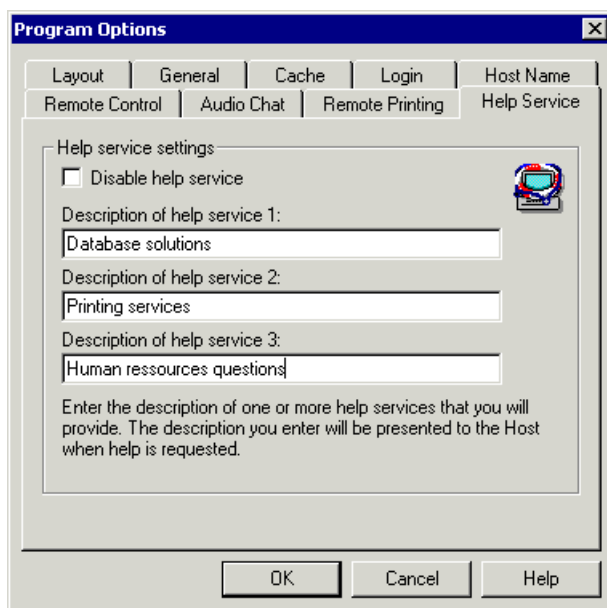 Program Options
Layout General Cache Login Host Name
Remote Control Audio Chat Remote Printing Help Service
Help service settings
Disable help service
Description of help service 1:
Database solutions
Description of help service 2:
Printing services
Description of help service 3:
Human ressources questions
Enter the description of one or more help services that you will
provide. The description you enter will be presented to the Host
when help is requested.
OK Cancel Help